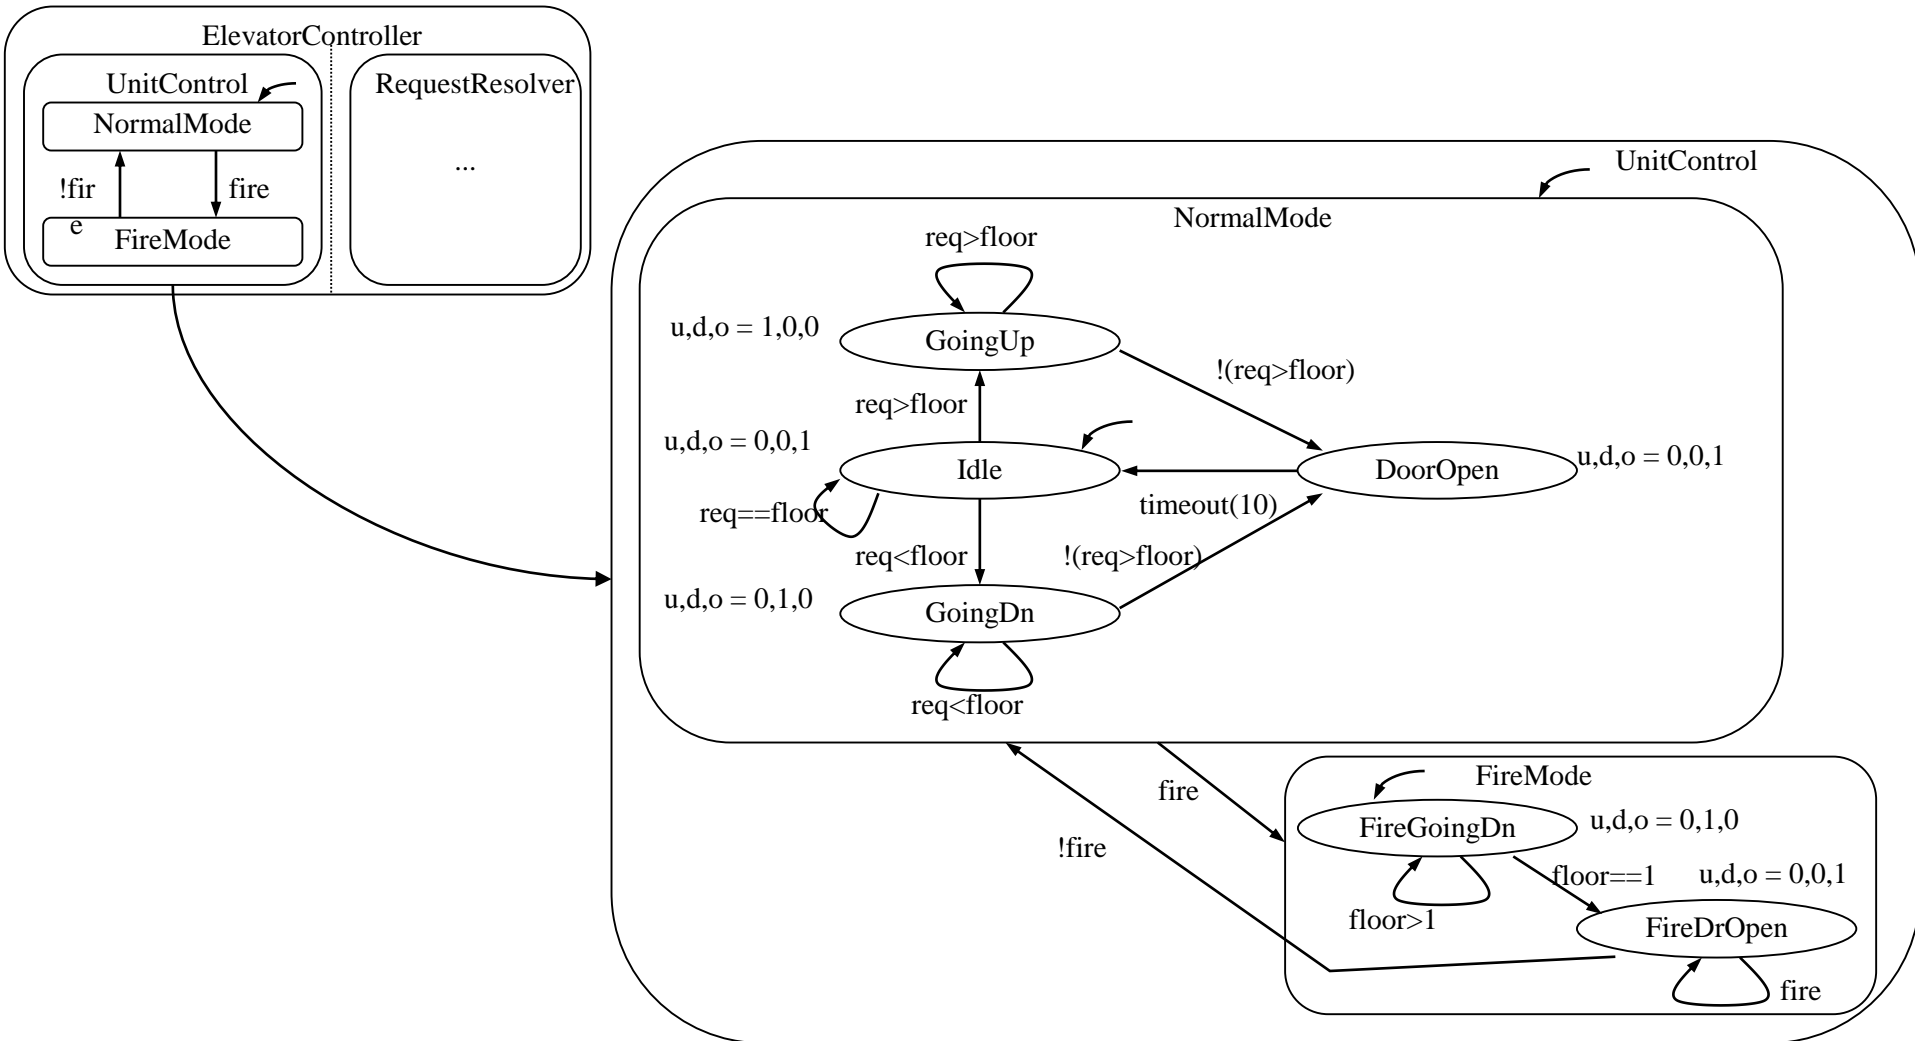 ElevatorController
UnitControl
RequestResolver
NormalMode
...
!fir
e
fire
FireMode
UnitControl
NormalMode
req>floor
u,d,o = 1,0,0
GoingUp
!(req>floor)
req>floor
u,d,o = 0,0,1
Idle
DoorOpen
u,d,o = 0,0,1
req==floor
timeout(10)
req<floor
!(req>floor)
u,d,o = 0,1,0
GoingDn
req<floor
fire
!fire
FireMode
FireGoingDn
u,d,o = 0,1,0
floor==1
u,d,o = 0,0,1
floor>1
FireDrOpen
fire